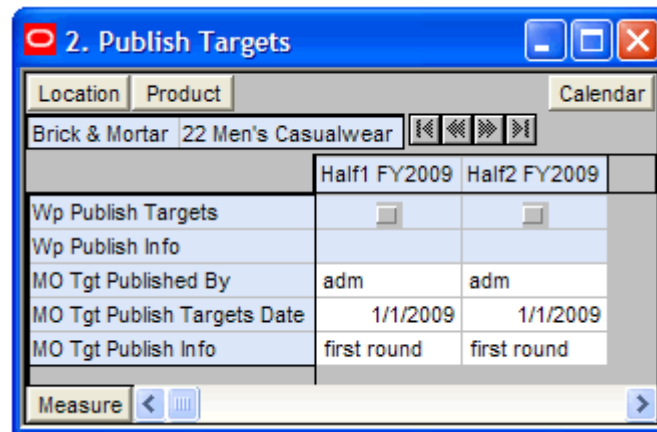 2. Publish Targets
Location Product Calendar
Brick & Mortar 22 Men's Casualwear
Half1 FY2009 Half2 FY2009
Wp Publish Targets
Wp Publish Info
MO Tgt Published By adm adm
MO Tgt Publish Targets Date 1/1/2009 1/1/2009
MO Tgt Publish Info first round first round
Measure